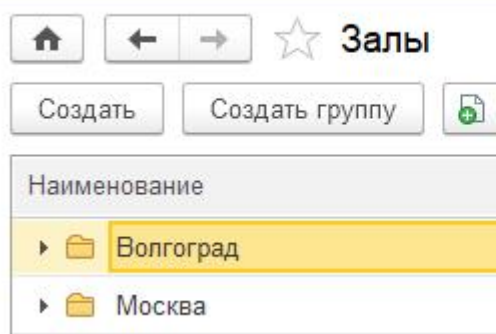 Залы
Создать Создать группу
Наименование
Волгоград
Москва